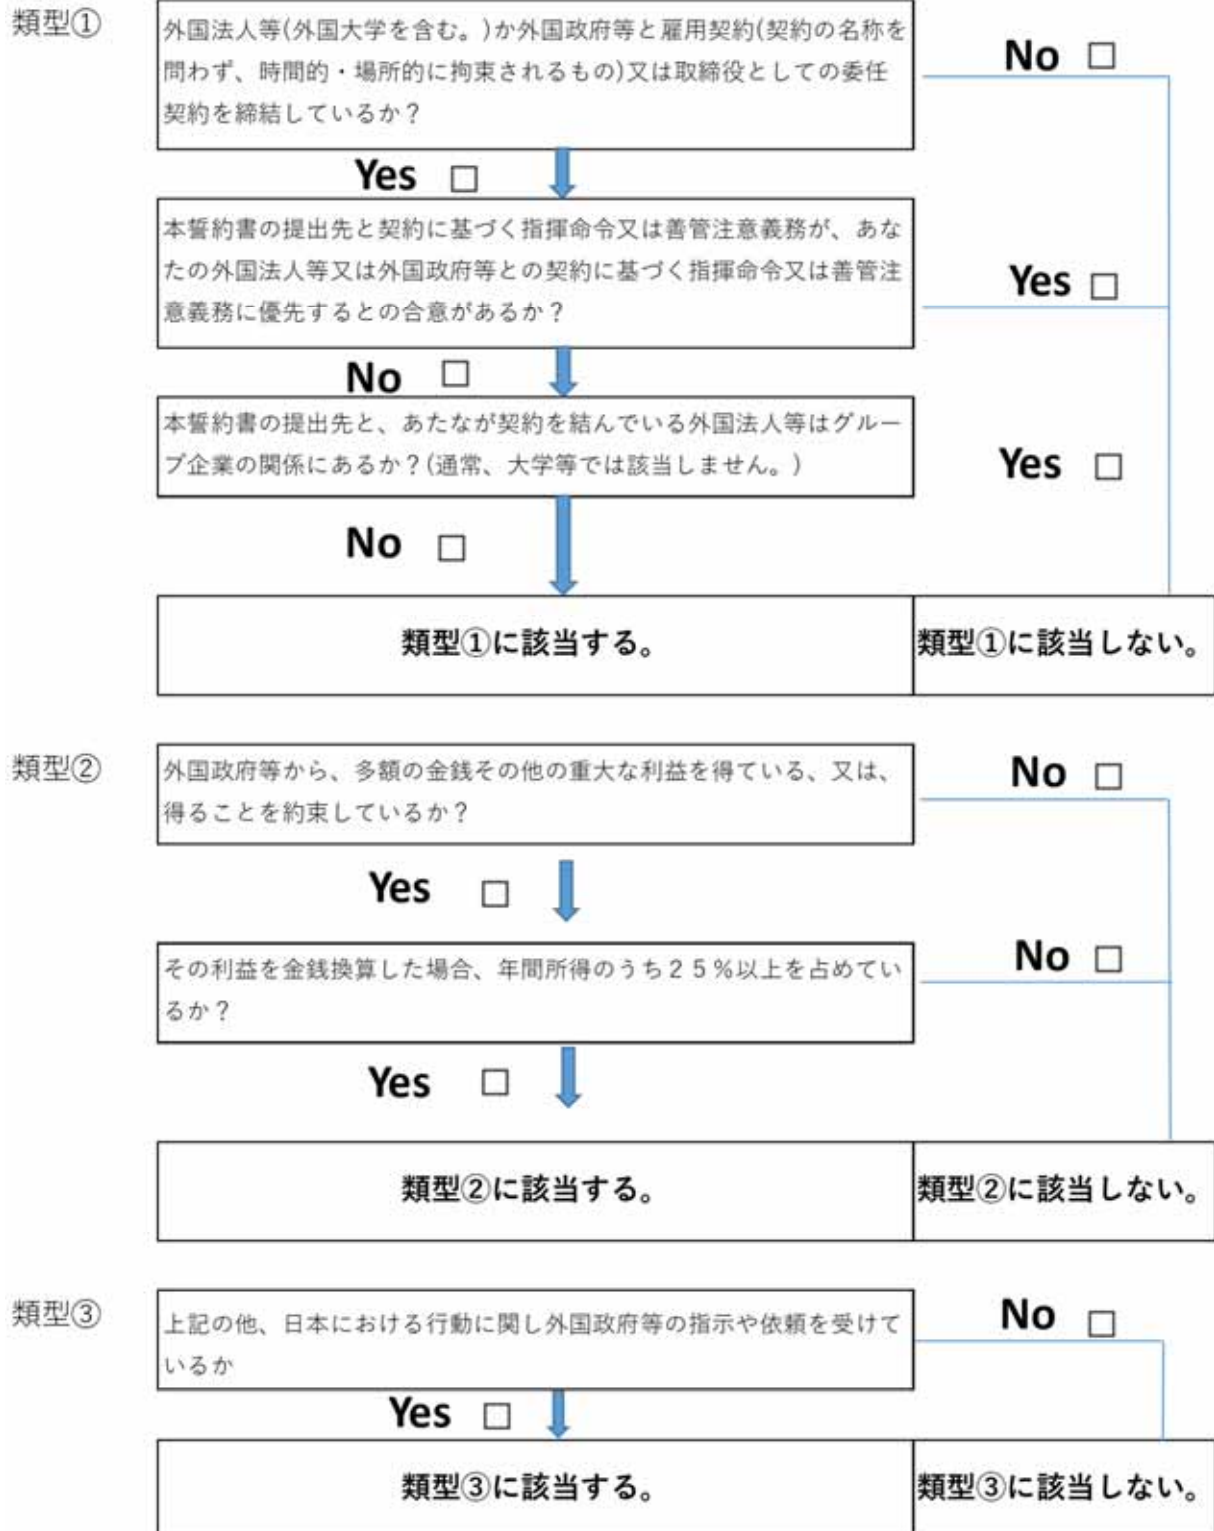 類型①
外国法人等(外国大学を含む。)か外国政府等と雇用契約(契約の名称を
問わず、時間的・場所的に拘束されるもの)又は取締役としての委任
契約を締結しているか？
No □
Yes □
本誓約書の提出先と契約に基づく指揮命令又は善管注意義務が、あな
たの外国法人等又は外国政府等との契約に基づく指揮命令又は善管注
意義務に優先するとの合意があるか？
Yes □
No □
本誓約書の提出先と、あたなが契約を結んでいる外国法人等はグルー
プ企業の関係にあるか？(通常、大学等では該当しません。)
Yes □
No □
類型①に該当する。
類型①に該当しない。
類型②
外国政府等から、多額の金銭その他の重大な利益を得ている、又は、
得ることを約束しているか？
No □
Yes □
その利益を金銭換算した場合、年間所得のうち２５%以上を占めてい
るか？
No □
Yes □
類型②に該当する。
類型②に該当しない。
類型③
上記の他、日本における行動に関し外国政府等の指示や依頼を受けて
いるか
No □
Yes □
類型③に該当する。
類型③に該当しない。